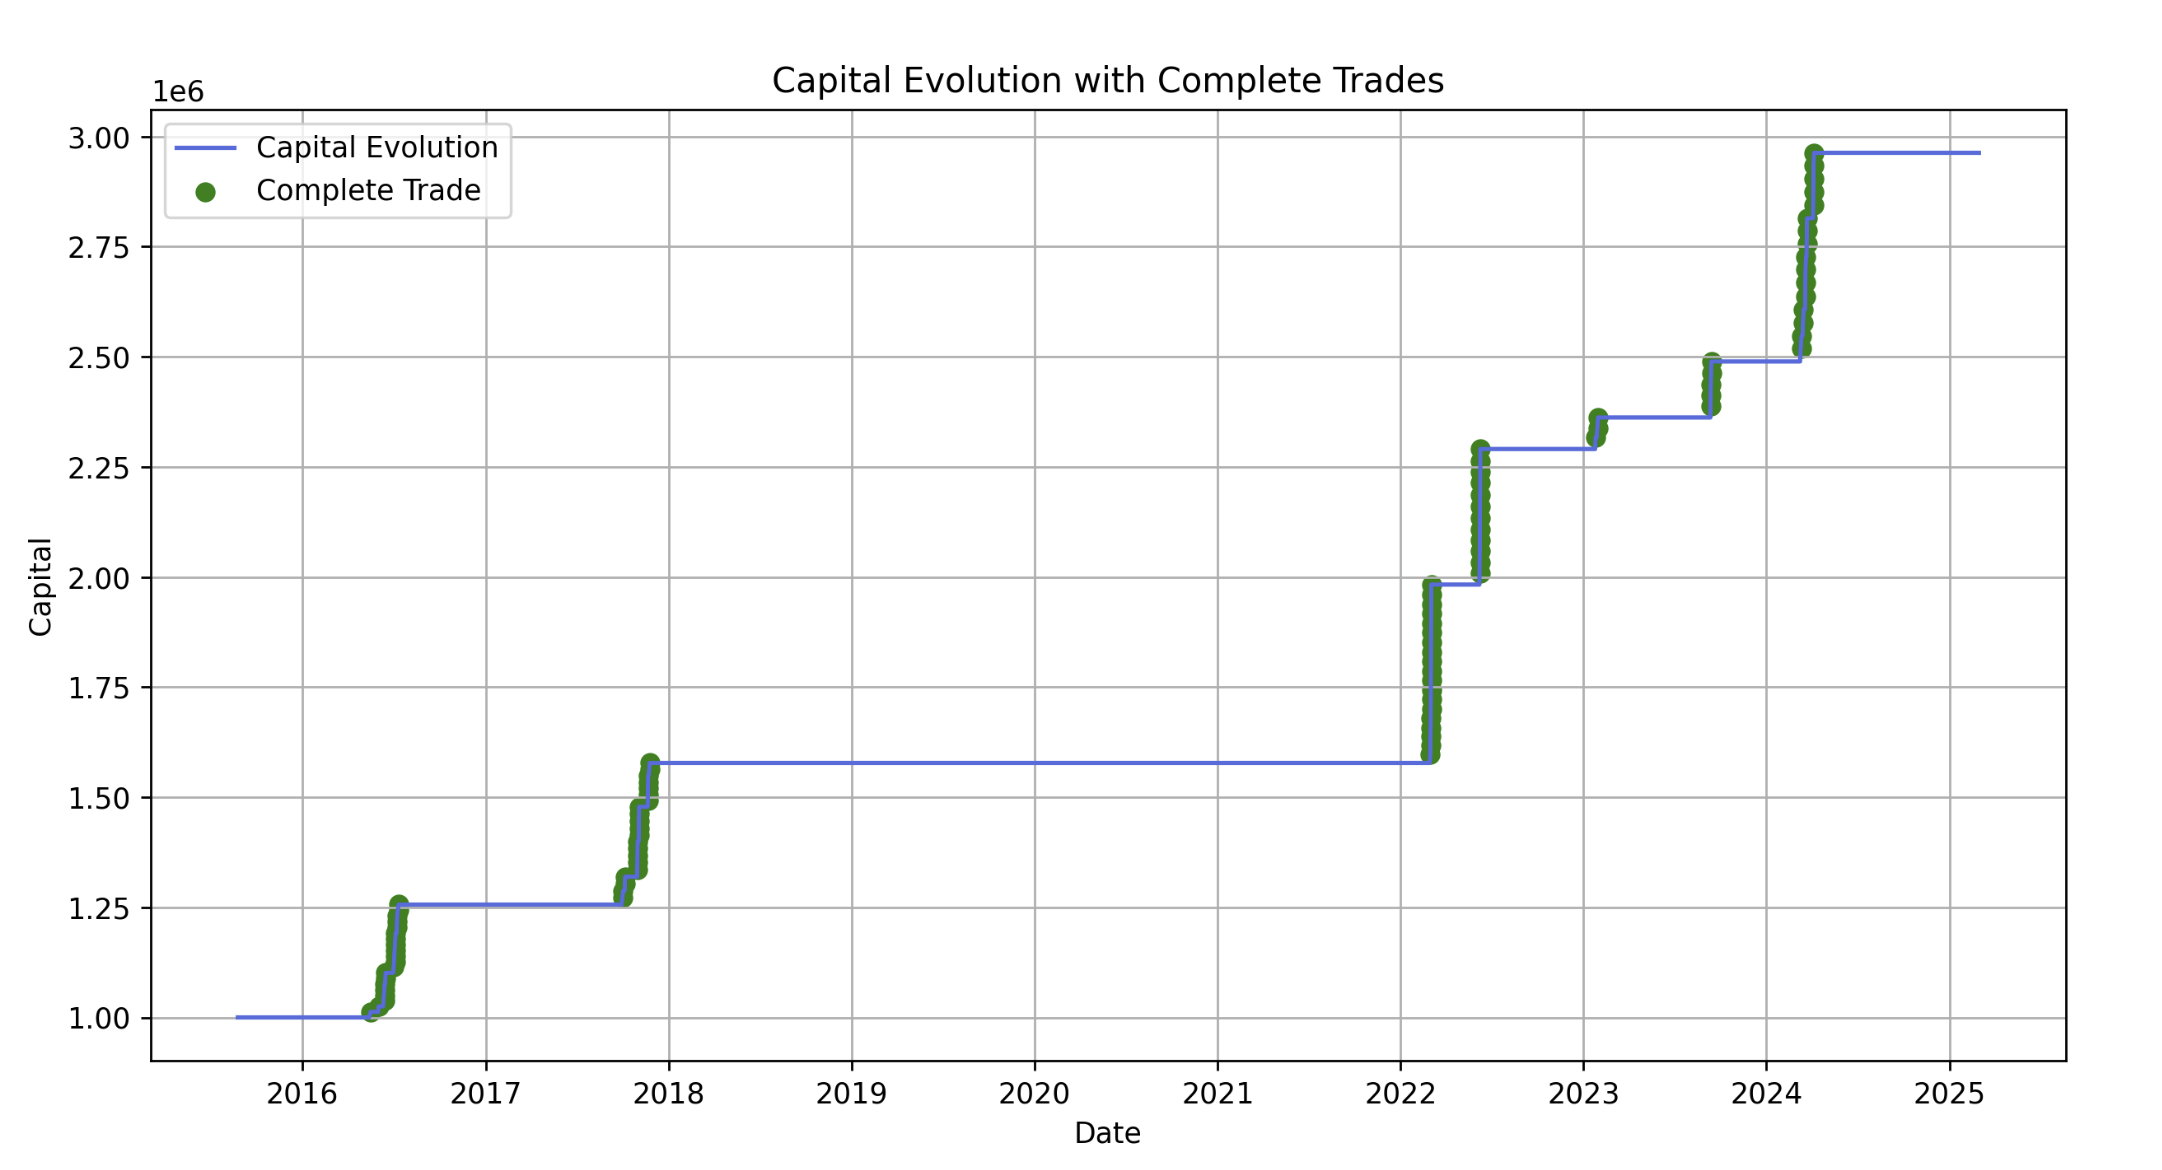 Capital Evolution with Complete Trades
1e6
Capital Evolution
Complete Trade
3.00
2.75
2.50
2.25
2.00
1.75
1.50
1.25
1.00
Capital
2016 2017 2018 2019 2020 2021 2022 2023 2024 2025
Date